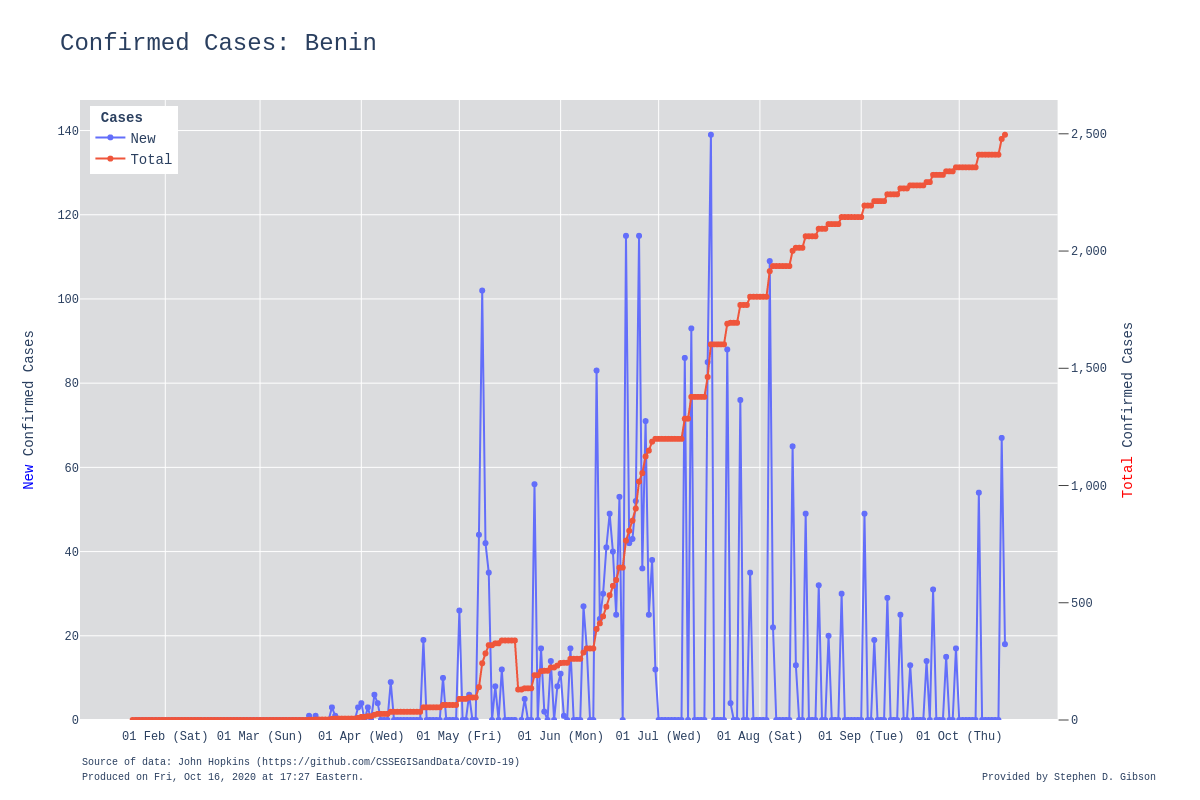 Confirmed Cases: Benin
Cases
New
Total
140
120
100
80
60
40
20
0
2,500
2,000
1,500
1,000
500
0
New Confirmed Cases
Total Confirmed Cases
01 Feb (Sat) 01 Mar (Sun) 01 Apr (Wed) 01 May (Fri) 01 Jun (Mon) 01 Jul (Wed) 01 Aug (Sat) 01 Sep (Tue) 01 Oct (Thu)
Source of data: John Hopkins (https://github.com/CSSEGISandData/COVID-19)
Produced on Fri, Oct 16, 2020 at 17:27 Eastern.
Provided by Stephen D. Gibson